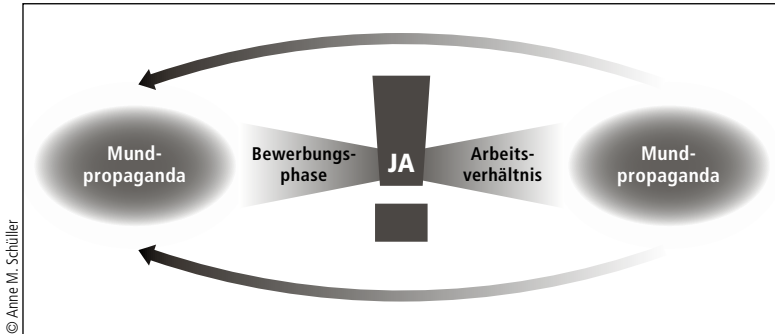 Mund-
propaganda
Bewerbungs-
phase
JA
Arbeits-
verhältnis
Mund-
propaganda
© Anne M. Schüller